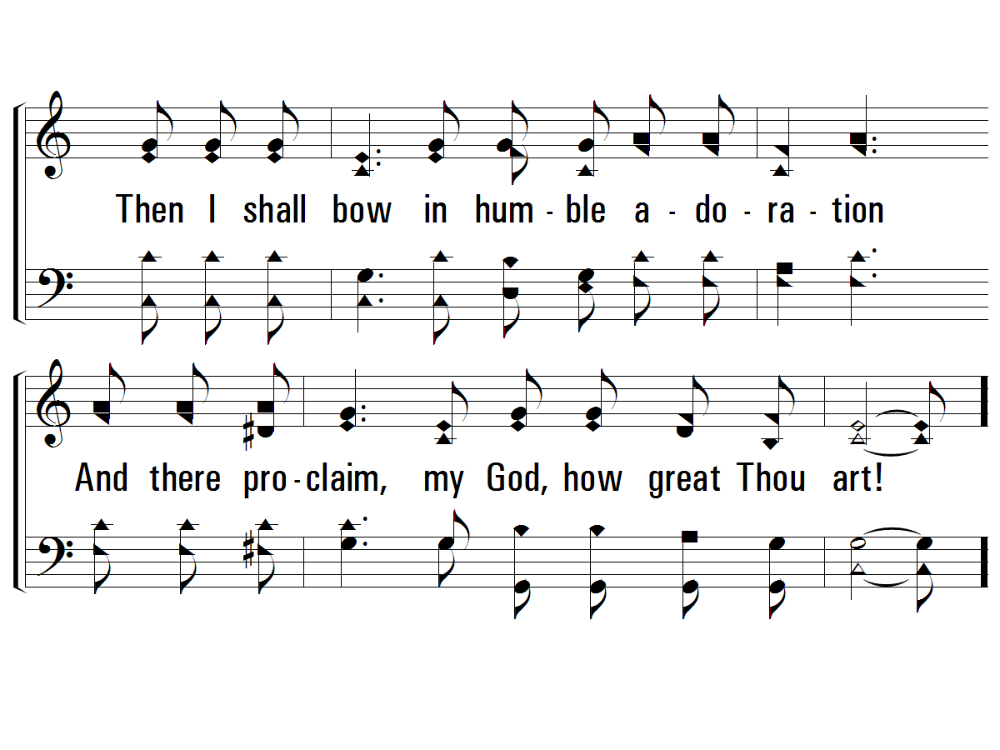 Then I shall bow in hum - ble a - do - ra - tion
And there pro - claim, my God, how great Thou art!